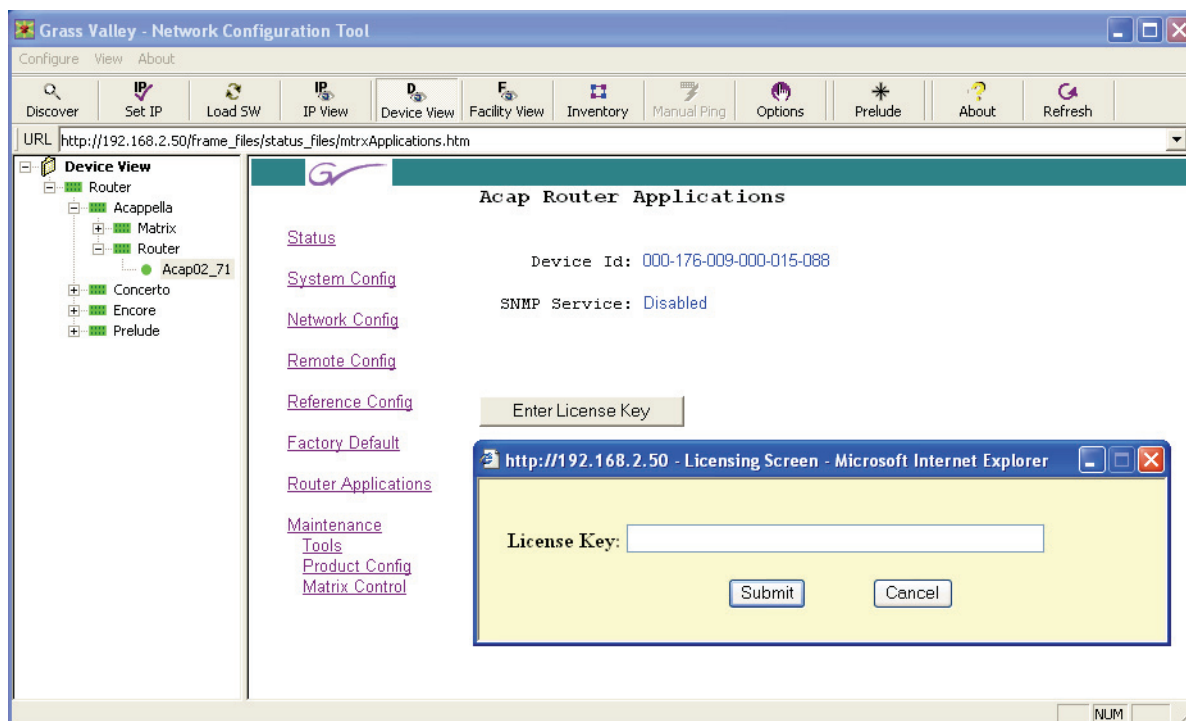 Grass Valley - Network Configuration Tool
Configure View About
Discover Set IP Load SW IP View Device View Facility View Inventory Manual Ping Options Prelude About Refresh
URL http://192.168.2.50/frame_files/status_files/mtrxApplications.htm
Device View
Router
Acappella
Matrix
Router
Acap02_71
Concerto
Encore
Prelude
Status
System Config
Network Config
Remote Config
Reference Config
Factory Default
Router Applications
Maintenance
Tools
Product Config
Matrix Control
Acap Router Applications
Device Id: 000-176-009-000-015-088
SNMP Service: Disabled
Enter License Key
http://192.168.2.50 - Licensing Screen - Microsoft Internet Explorer
License Key:
Submit Cancel
NUM